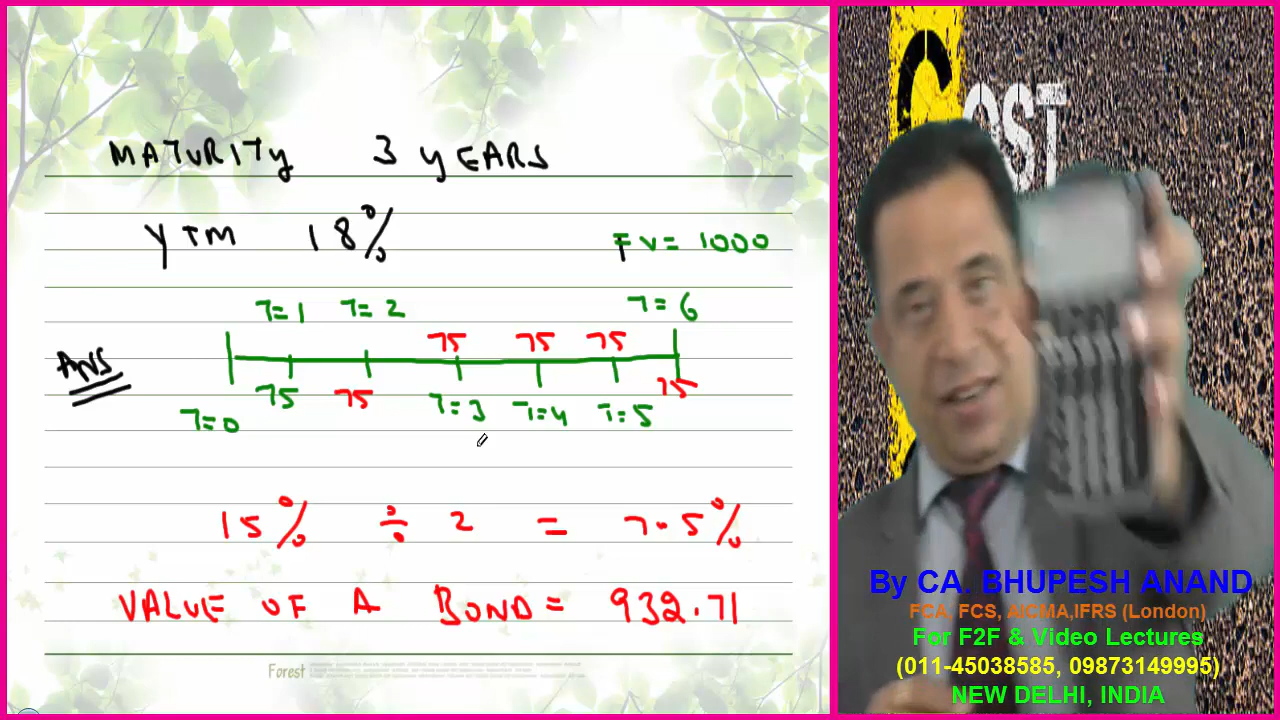 MATURITY 3 YEARS
YTM 18%
FV = 1000
T=1 T=2 T=6
75 75 75
Ans
75 75 75
T=0 T=3 T=4 T=5
15% ÷ 2 = 7.5%
VALUE OF A BOND = 932.71
Forest
COST
By CA. BHUPESH ANAND
FCA, FCS, AICMA,IFRS (London)
For F2F & Video Lectures
(011-45038585, 09873149995)
NEW DELHI, INDIA